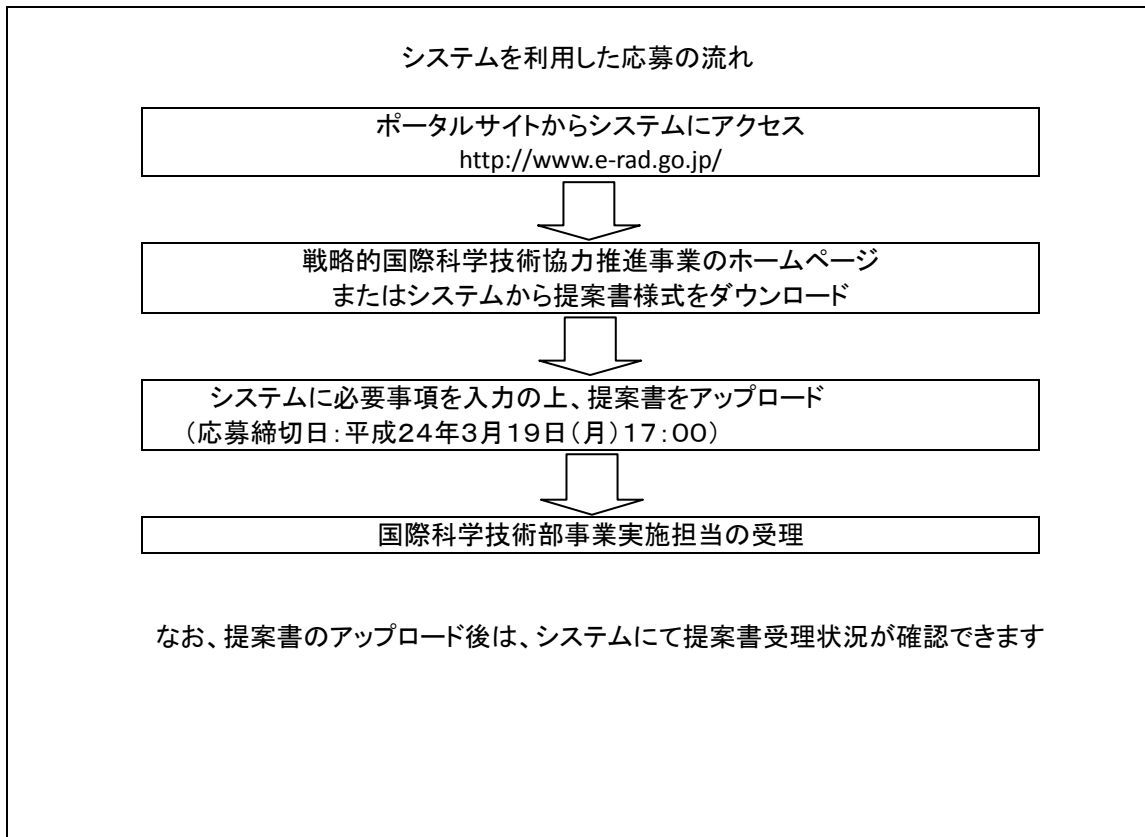 システムを利用した応募の流れ
ポータルサイトからシステムにアクセス
http://www.e-rad.go.jp/
戦略的国際科学技術協力推進事業のホームページ
またはシステムから提案書様式をダウンロード
システムに必要事項を入力の上、提案書をアップロード
（応募締切日：平成２４年３月１９日（月）１７：００）
国際科学技術部事業実施担当の受理
なお、提案書のアップロード後は、システムにて提案書受理状況が確認できます